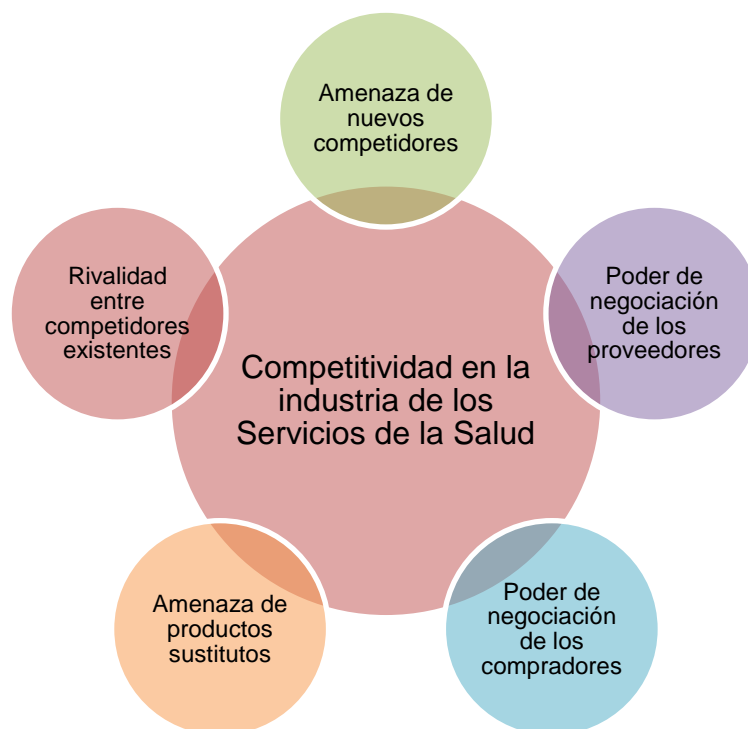 Amenaza de
nuevos
competidores
Poder de
negociación
de los
proveedores
Poder de
negociación
de los
compradores
Amenaza de
productos
sustitutos
Rivalidad
entre
competidores
existentes
Competitividad en la
industria de los
Servicios de la Salud